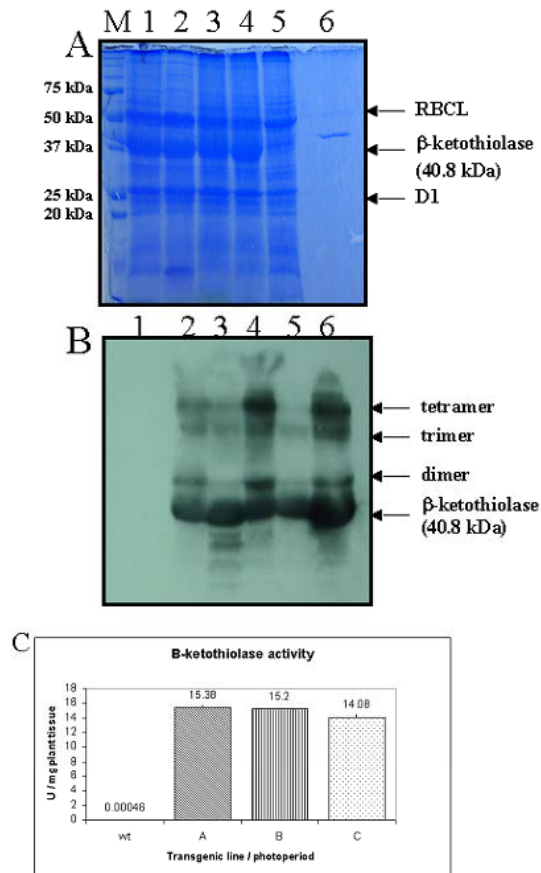 A
M 1 2 3 4 5 6
75 kDa
50 kDa
37 kDa
25 kDa
20 kDa
RBCL
β-ketothiolase
(40.8 kDa)
D1
B
1 2 3 4 5 6
tetramer
trimer
dimer
β-ketothiolase
(40.8 kDa)
C
B-ketothiolase activity
U / mg plant tissue
18
16
14
12
10
8
6
4
2
0
0.00046
15.38
15.2
14.08
wt A B C
Transgenic line / photoperiod